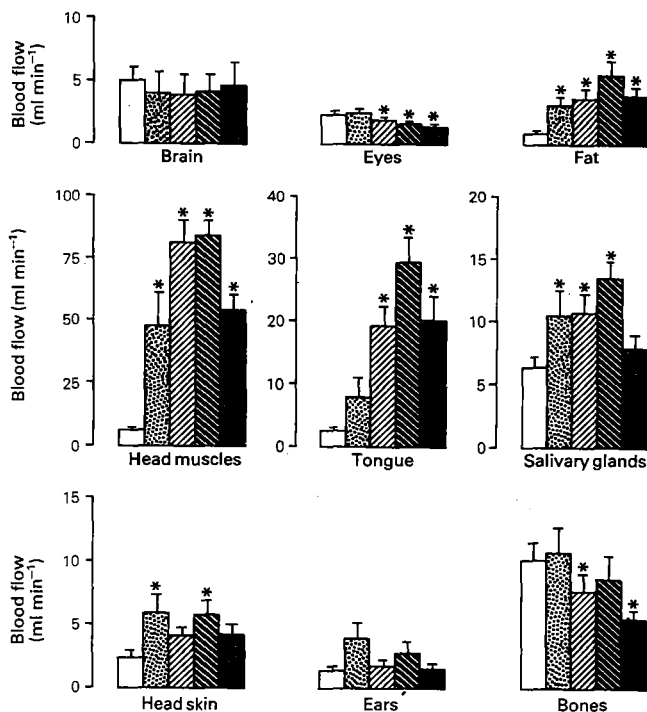 Blood flow
(ml min⁻¹)
10
5
0
* * * * * * *
Brain
Eyes
Fat
Blood flow (ml min⁻¹)
100
75
50
25
0
* * * *
Head muscles
40
30
20
10
0
* * *
Tongue
20
15
10
5
0
* * *
Salivary glands
Blood flow
(ml min⁻¹)
15
10
5
0
* * * *
Head skin
Ears
Bones